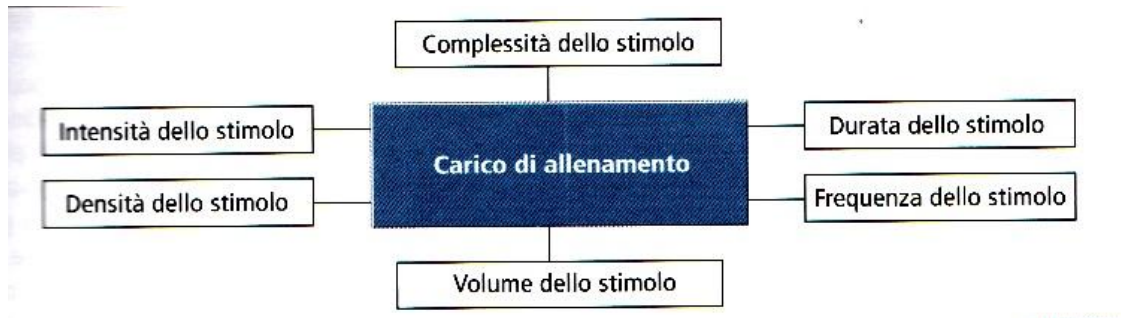 Complessità dello stimolo
Intensità dello stimolo
Durata dello stimolo
Carico di allenamento
Densità dello stimolo
Frequenza dello stimolo
Volume dello stimolo